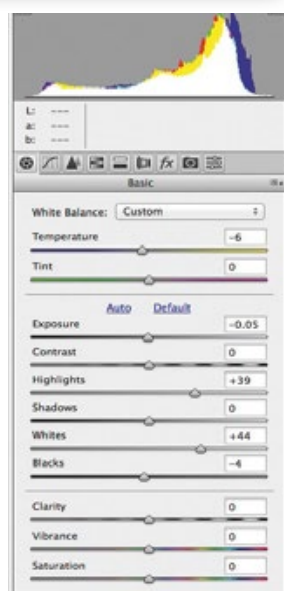 L: ---
a: ---
b: ---
fx
Basic
White Balance: Custom
Temperature -6
Tint 0
Auto Default
Exposure -0.05
Contrast 0
Highlights +39
Shadows 0
Whites +44
Blacks -4
Clarity 0
Vibrance 0
Saturation 0